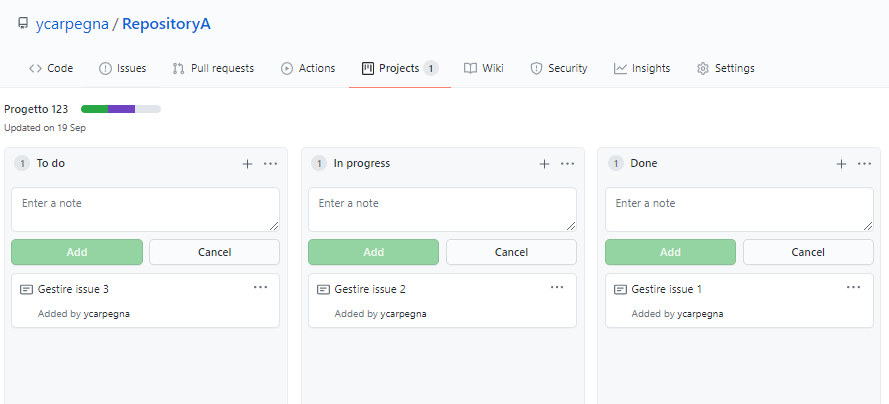 ycarpegna / RepositoryA
Code Issues Pull requests Actions Projects 1 Wiki Security Insights Settings
Progetto 123
Updated on 19 Sep
1 To do
Enter a note
Add Cancel
Gestire issue 3
Added by ycarpegna
1 In progress
Enter a note
Add Cancel
Gestire issue 2
Added by ycarpegna
1 Done
Enter a note
Add Cancel
Gestire issue 1
Added by ycarpegna